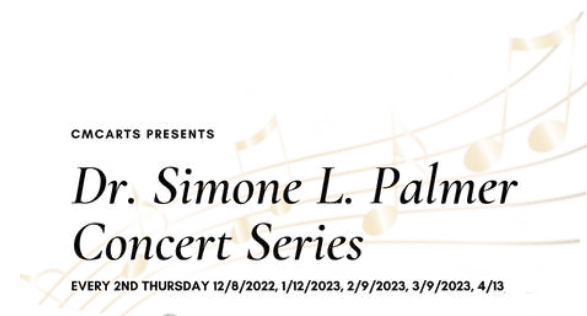 CMCARTS PRESENTS
Dr. Simone L. Palmer
Concert Series
EVERY 2ND THURSDAY 12/8/2022, 1/12/2023, 2/9/2023, 3/9/2023, 4/13